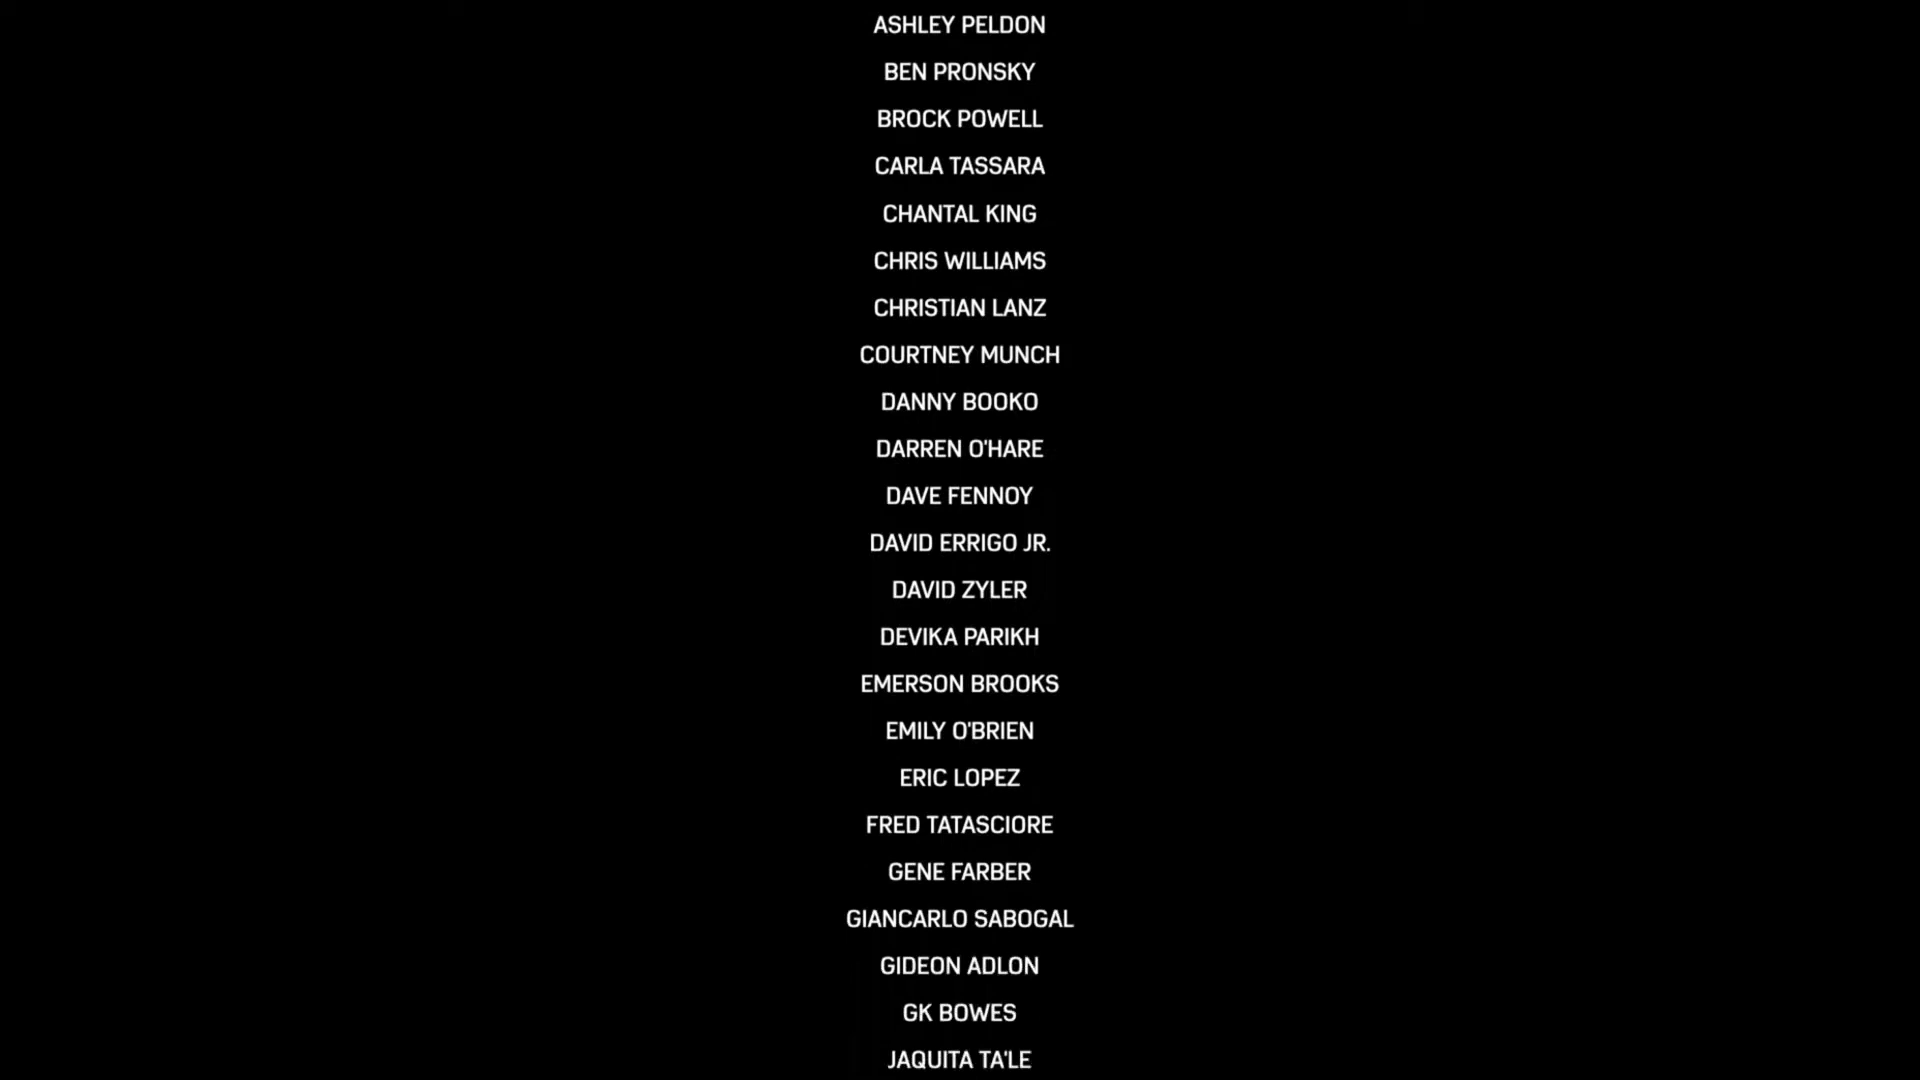 ASHLEY PELDON
BEN PRONSKY
BROCK POWELL
CARLA TASSARA
CHANTAL KING
CHRIS WILLIAMS
CHRISTIAN LANZ
COURTNEY MUNCH
DANNY BOOKO
DARREN O'HARE
DAVE FENNOY
DAVID ERRIGO JR.
DAVID ZYLER
DEVIKA PARIKH
EMERSON BROOKS
EMILY O'BRIEN
ERIC LOPEZ
FRED TATASCIORE
GENE FARBER
GIANCARLO SABOGAL
GIDEON ADLON
GK BOWES
JAQUITA TA'LE